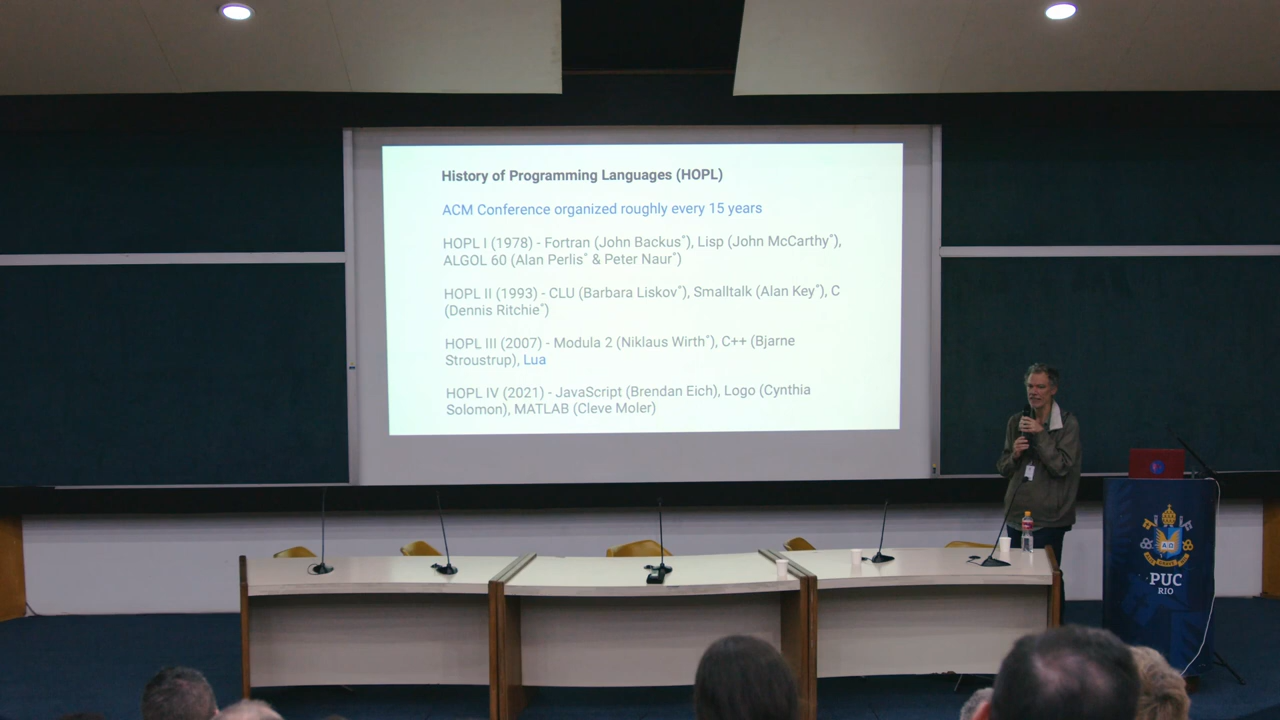 History of Programming Languages (HOPL)
ACM Conference organized roughly every 15 years
HOPL I (1978) - Fortran (John Backus*), Lisp (John McCarthy*),
ALGOL 60 (Alan Perlis* & Peter Naur*)
HOPL II (1993) - CLU (Barbara Liskov*), Smalltalk (Alan Key*), C
(Dennis Ritchie*)
HOPL III (2007) - Modula 2 (Niklaus Wirth*), C++ (Bjarne
Stroustrup), Lua
HOPL IV (2021) - JavaScript (Brendan Eich), Logo (Cynthia
Solomon), MATLAB (Cleve Moler)
PUC
RIO